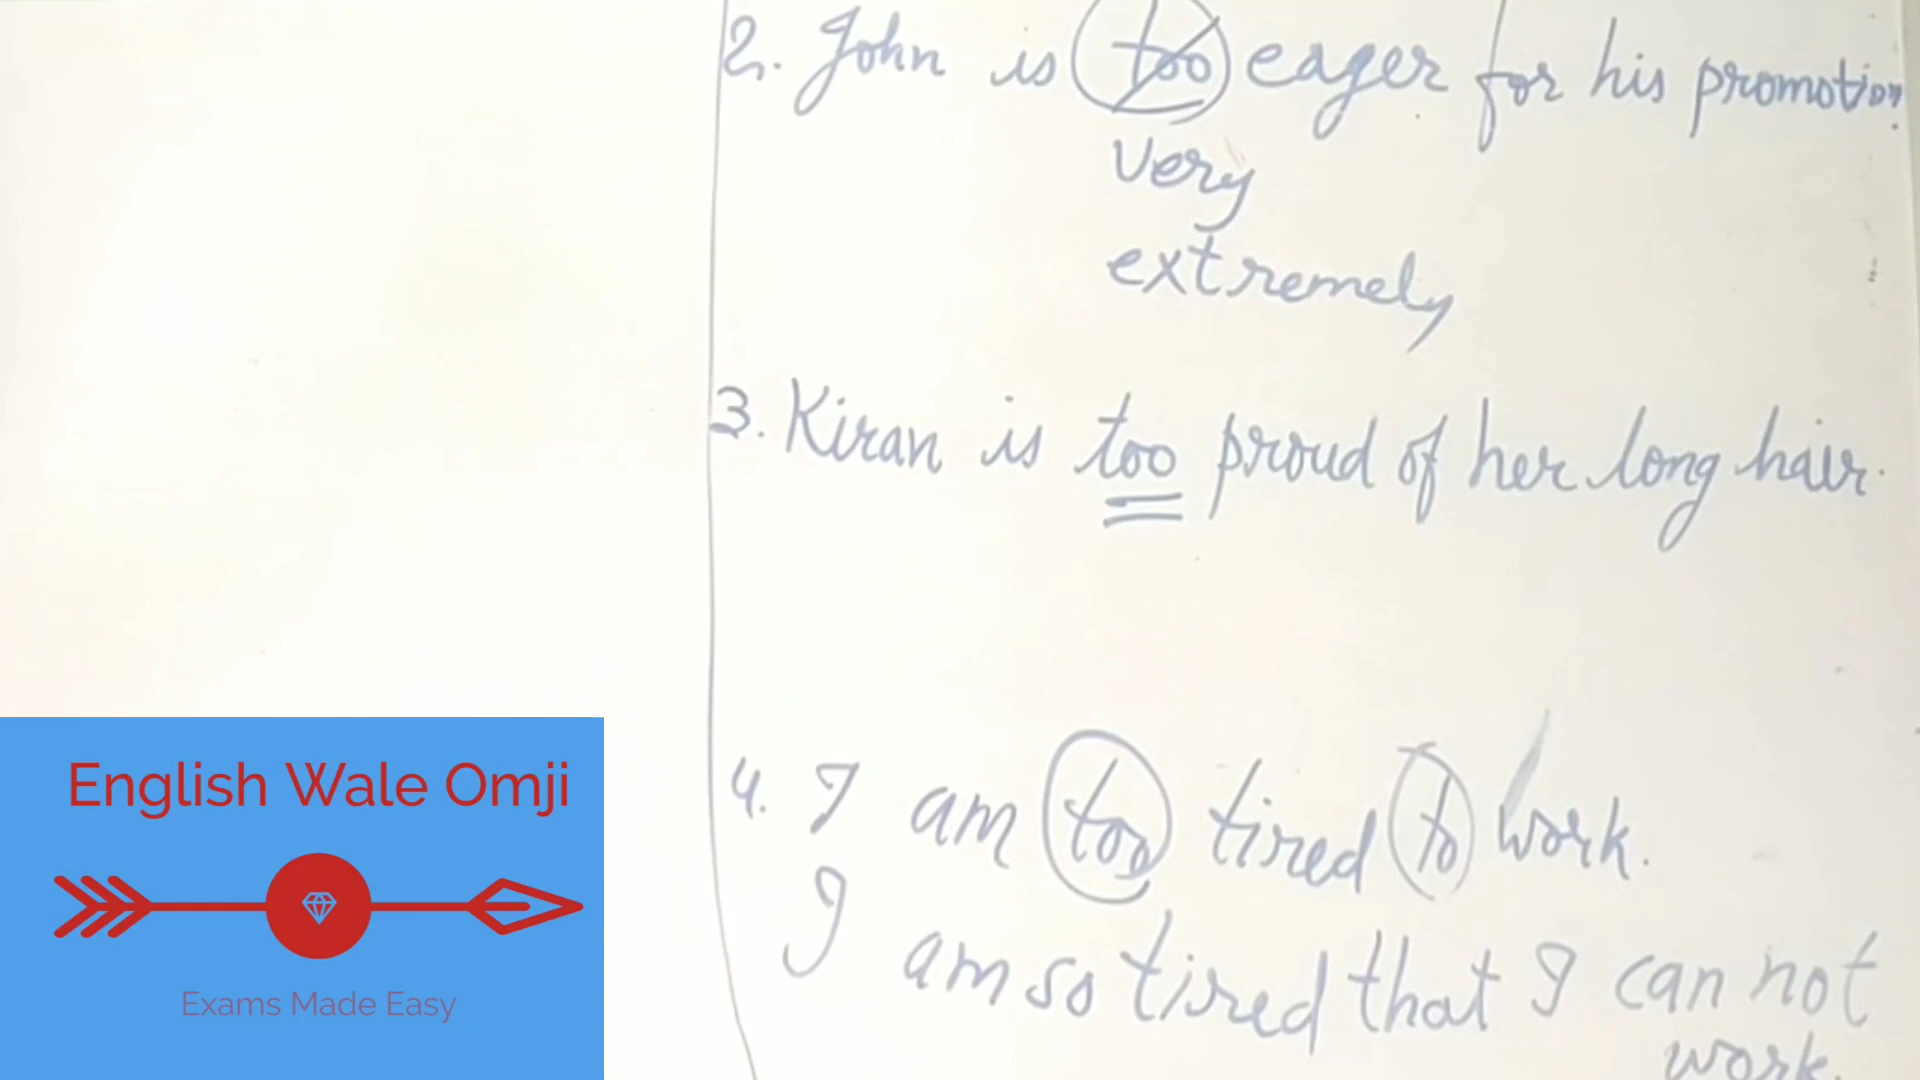 2. John is too eager for his promotion.
very
extremely
3. Kiran is too proud of her long hair.
4. I am too tired to work.
I am so tired that I can not
work.
English Wale Omji
Exams Made Easy